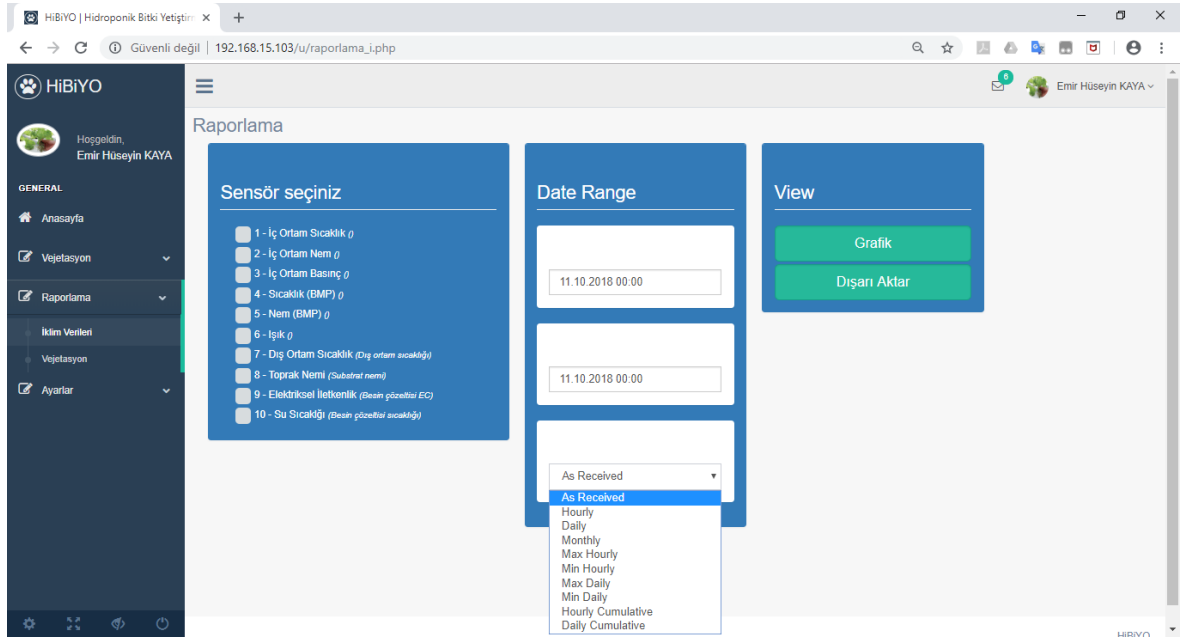 HiBiYO | Hidroponik Bitki Yetiştir
Güvenli değil | 192.168.15.103/u/raporlama_i.php
HiBiYO
6
Emir Hüseyin KAYA
Hoşgeldin,
Emir Hüseyin KAYA
GENERAL
Anasayfa
Vejetasyon
Raporlama
İklim Verileri
Vejetasyon
Ayarlar
Raporlama
Sensör seçiniz
1 - İç Ortam Sıcaklık ()
2 - İç Ortam Nem ()
3 - İç Ortam Basınç ()
4 - Sıcaklık (BMP) ()
5 - Nem (BMP) ()
6 - Işık ()
7 - Dış Ortam Sıcaklık (Dış ortam sıcaklığı)
8 - Toprak Nemi (Substrat nemi)
9 - Elektriksel İletkenlik (Besin çözeltisi EC)
10 - Su Sıcaklğı (Besin çözeltisi sıcaklığı)
Date Range
11.10.2018 00:00
11.10.2018 00:00
As Received
As Received
Hourly
Daily
Monthly
Max Hourly
Min Hourly
Max Daily
Min Daily
Hourly Cumulative
Daily Cumulative
View
Grafik
Dışarı Aktar
HiBiYO